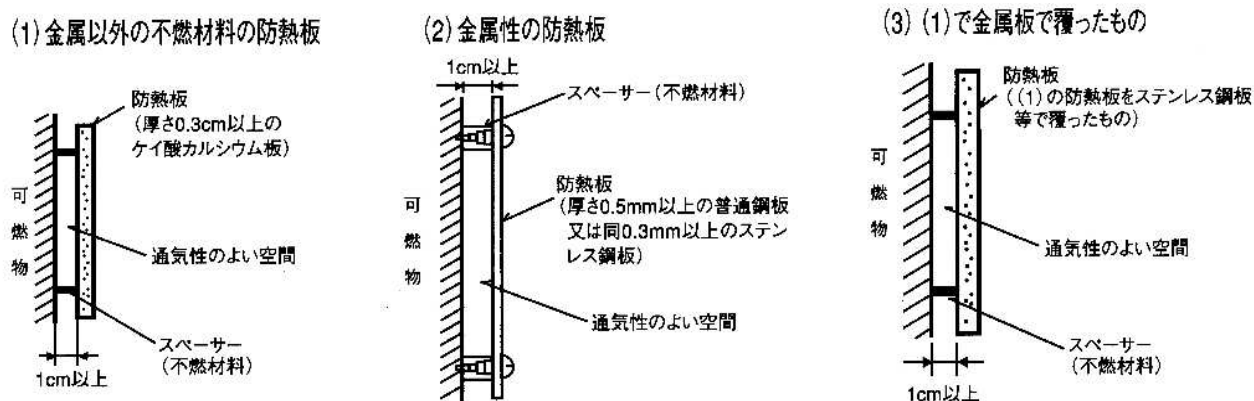 (1)金属以外の不燃材料の防熱板
防熱板
(厚さ0.3cm以上の
ケイ酸カルシウム板)
可燃物
通気性のよい空間
スペーサー
(不燃材料)
1cm以上
(2)金属性の防熱板
1cm以上
スペーサー(不燃材料)
防熱板
(厚さ0.5mm以上の普通鋼板
又は同0.3mm以上のステン
レス鋼板)
可燃物
通気性のよい空間
(3)(1)で金属板で覆ったもの
防熱板
((1)の防熱板をステンレス鋼板
等で覆ったもの)
可燃物
通気性のよい空間
スペーサー
(不燃材料)
1cm以上